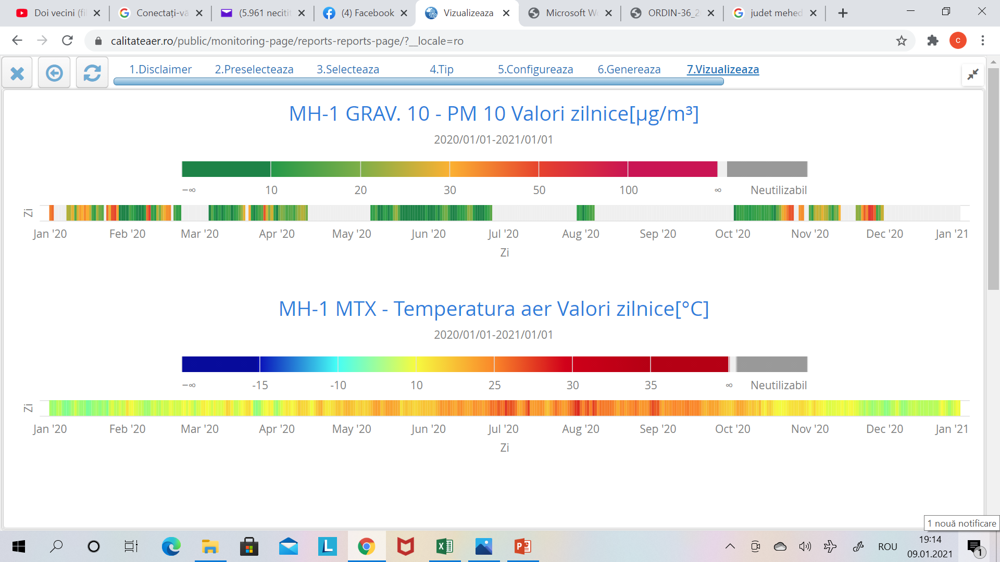 Doi vecini (fi
Conectați-vă
(5.961 necitit
(4) Facebook
Vizualizeaza
Microsoft Wo
ORDIN-36_2
judet mehed
calitateaer.ro/public/monitoring-page/reports-reports-page/?__locale=ro
C
1.Disclaimer 2.Preselecteaza 3.Selecteaza 4.Tip 5.Configureaza 6.Genereaza 7.Vizualizeaza
MH-1 GRAV. 10 - PM 10 Valori zilnice[µg/m³]
2020/01/01-2021/01/01
−∞ 10 20 30 50 100 ∞ Neutilizabil
Zi
Jan '20 Feb '20 Mar '20 Apr '20 May '20 Jun '20 Jul '20 Aug '20 Sep '20 Oct '20 Nov '20 Dec '20 Jan '21
Zi
MH-1 MTX - Temperatura aer Valori zilnice[°C]
2020/01/01-2021/01/01
−∞ -15 -10 10 25 30 35 ∞ Neutilizabil
Zi
Jan '20 Feb '20 Mar '20 Apr '20 May '20 Jun '20 Jul '20 Aug '20 Sep '20 Oct '20 Nov '20 Dec '20 Jan '21
Zi
1 nouă notificare
L
ROU
19:14
09.01.2021
1